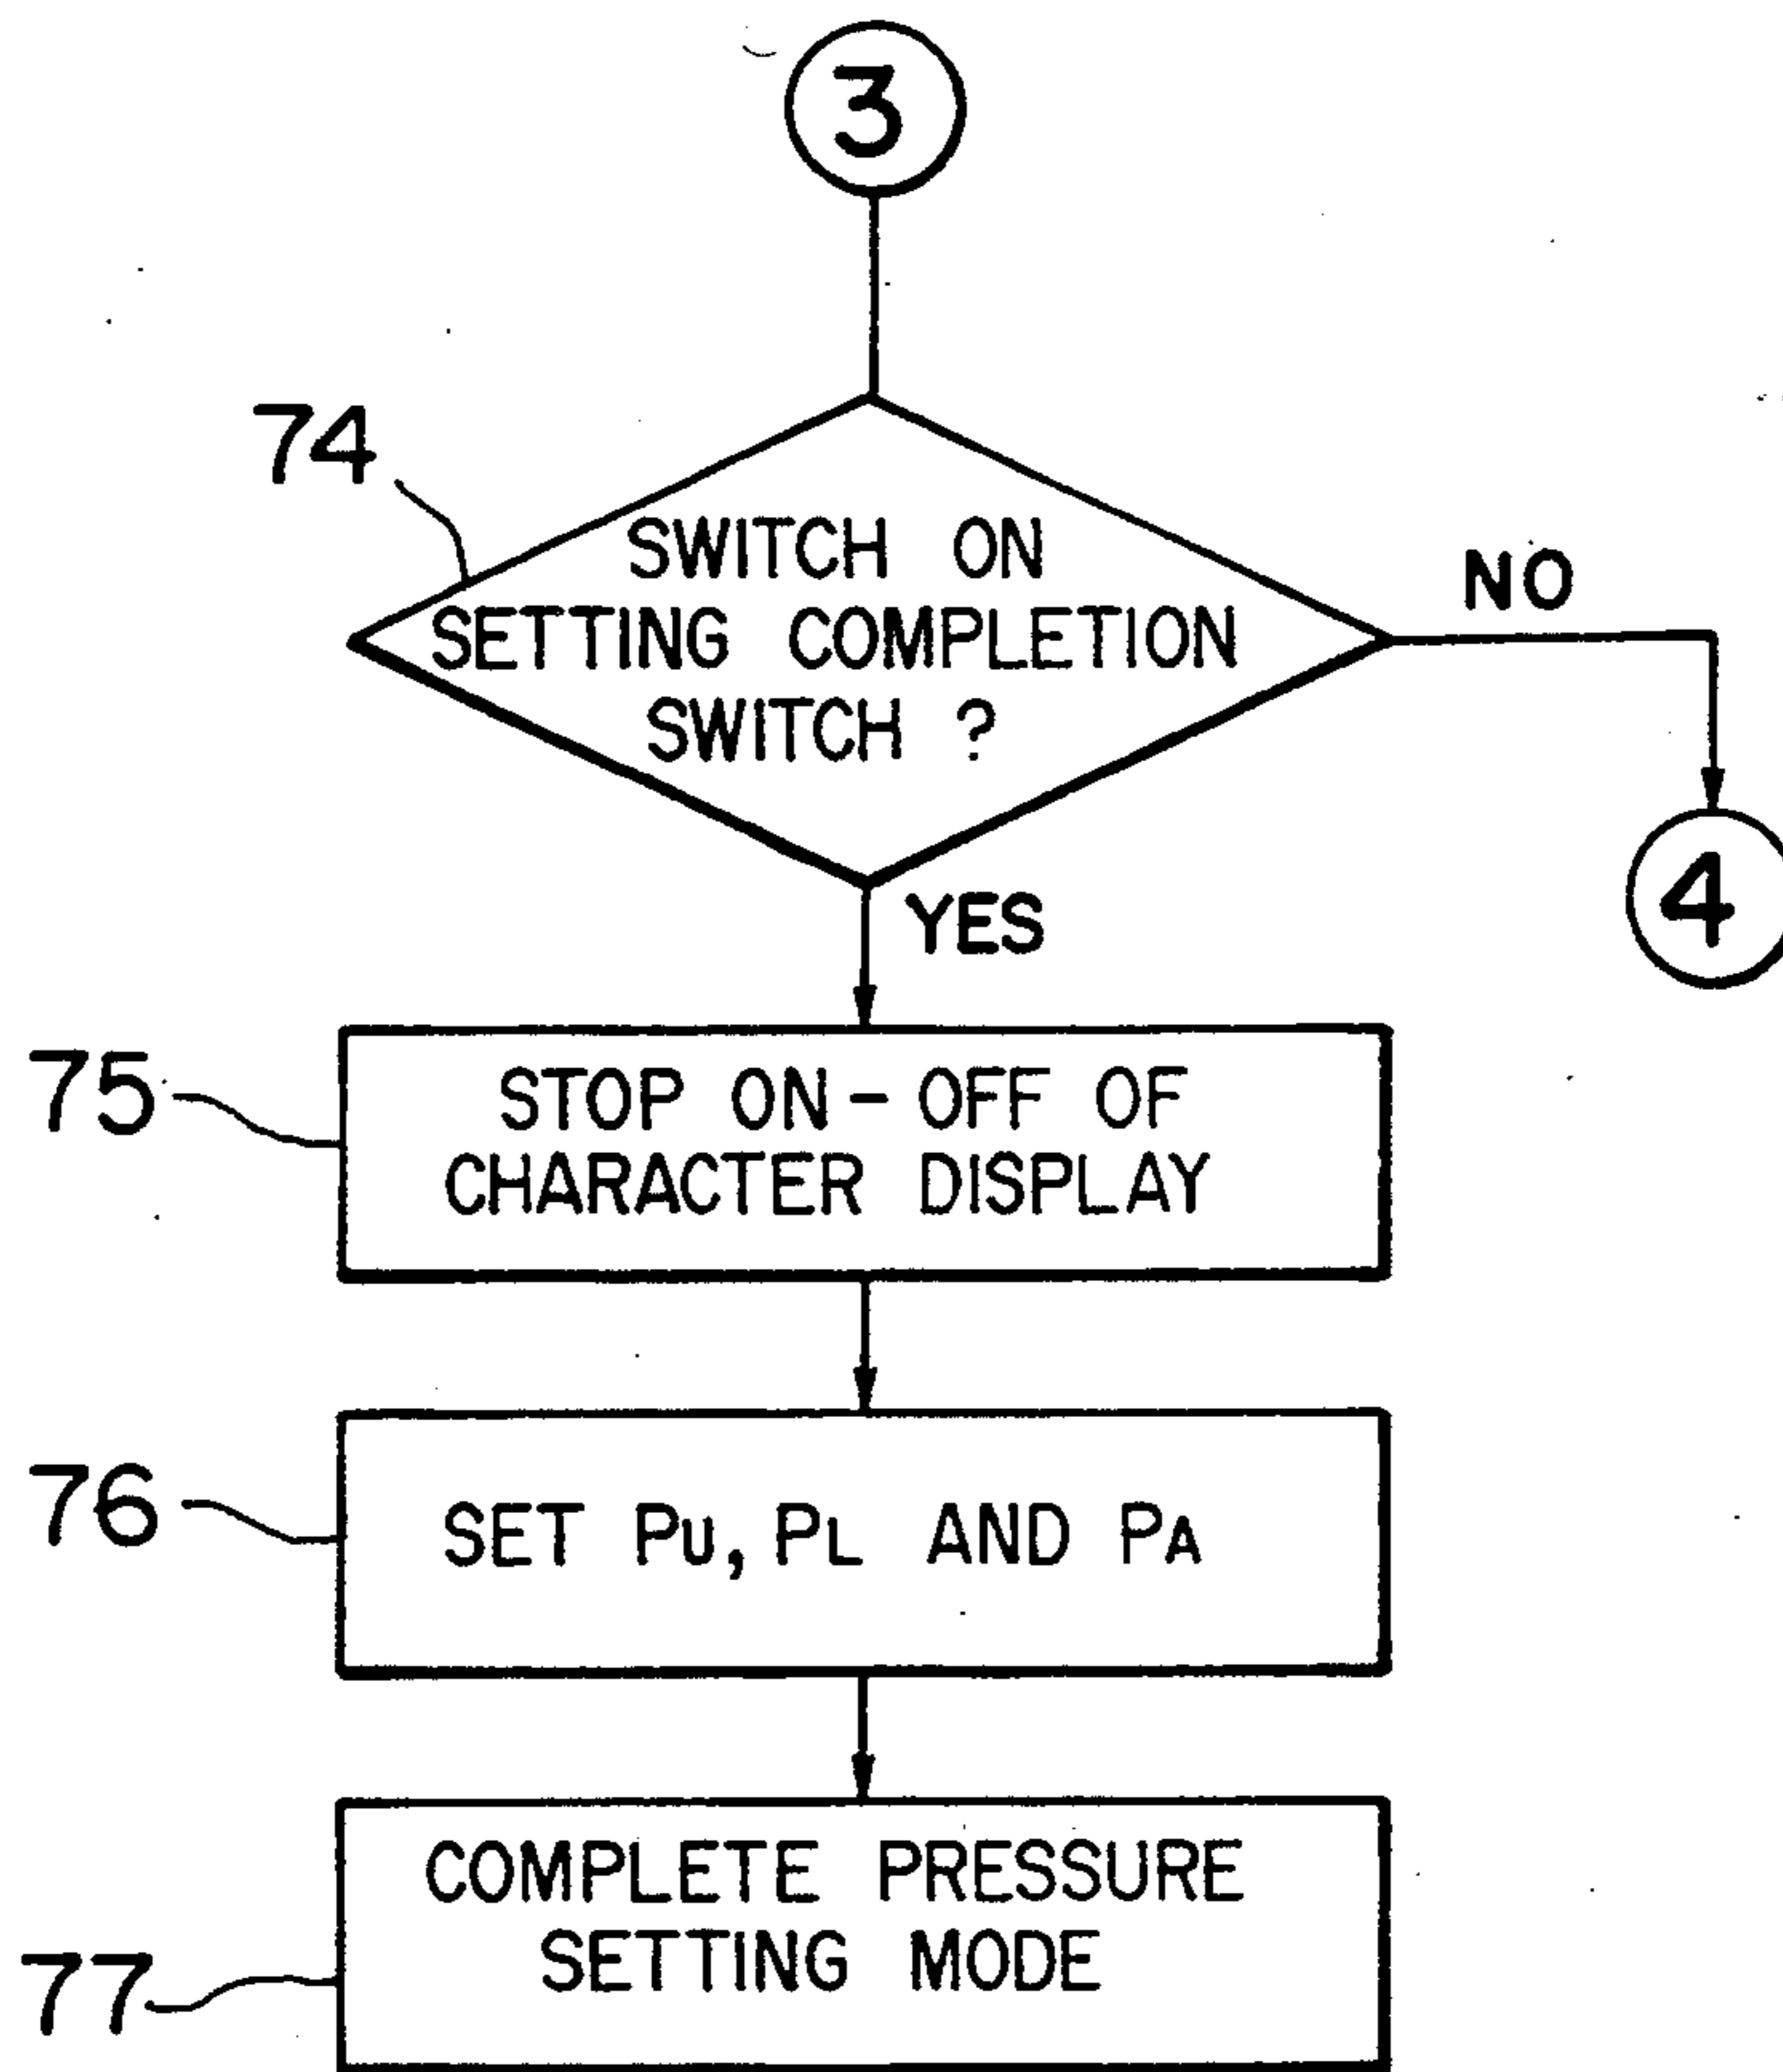 3
74
SWITCH ON
SETTING COMPLETION
SWITCH ?
NO
4
YES
75
STOP ON-OFF OF
CHARACTER DISPLAY
76
SET PU, PL AND PA
77
COMPLETE PRESSURE
SETTING MODE